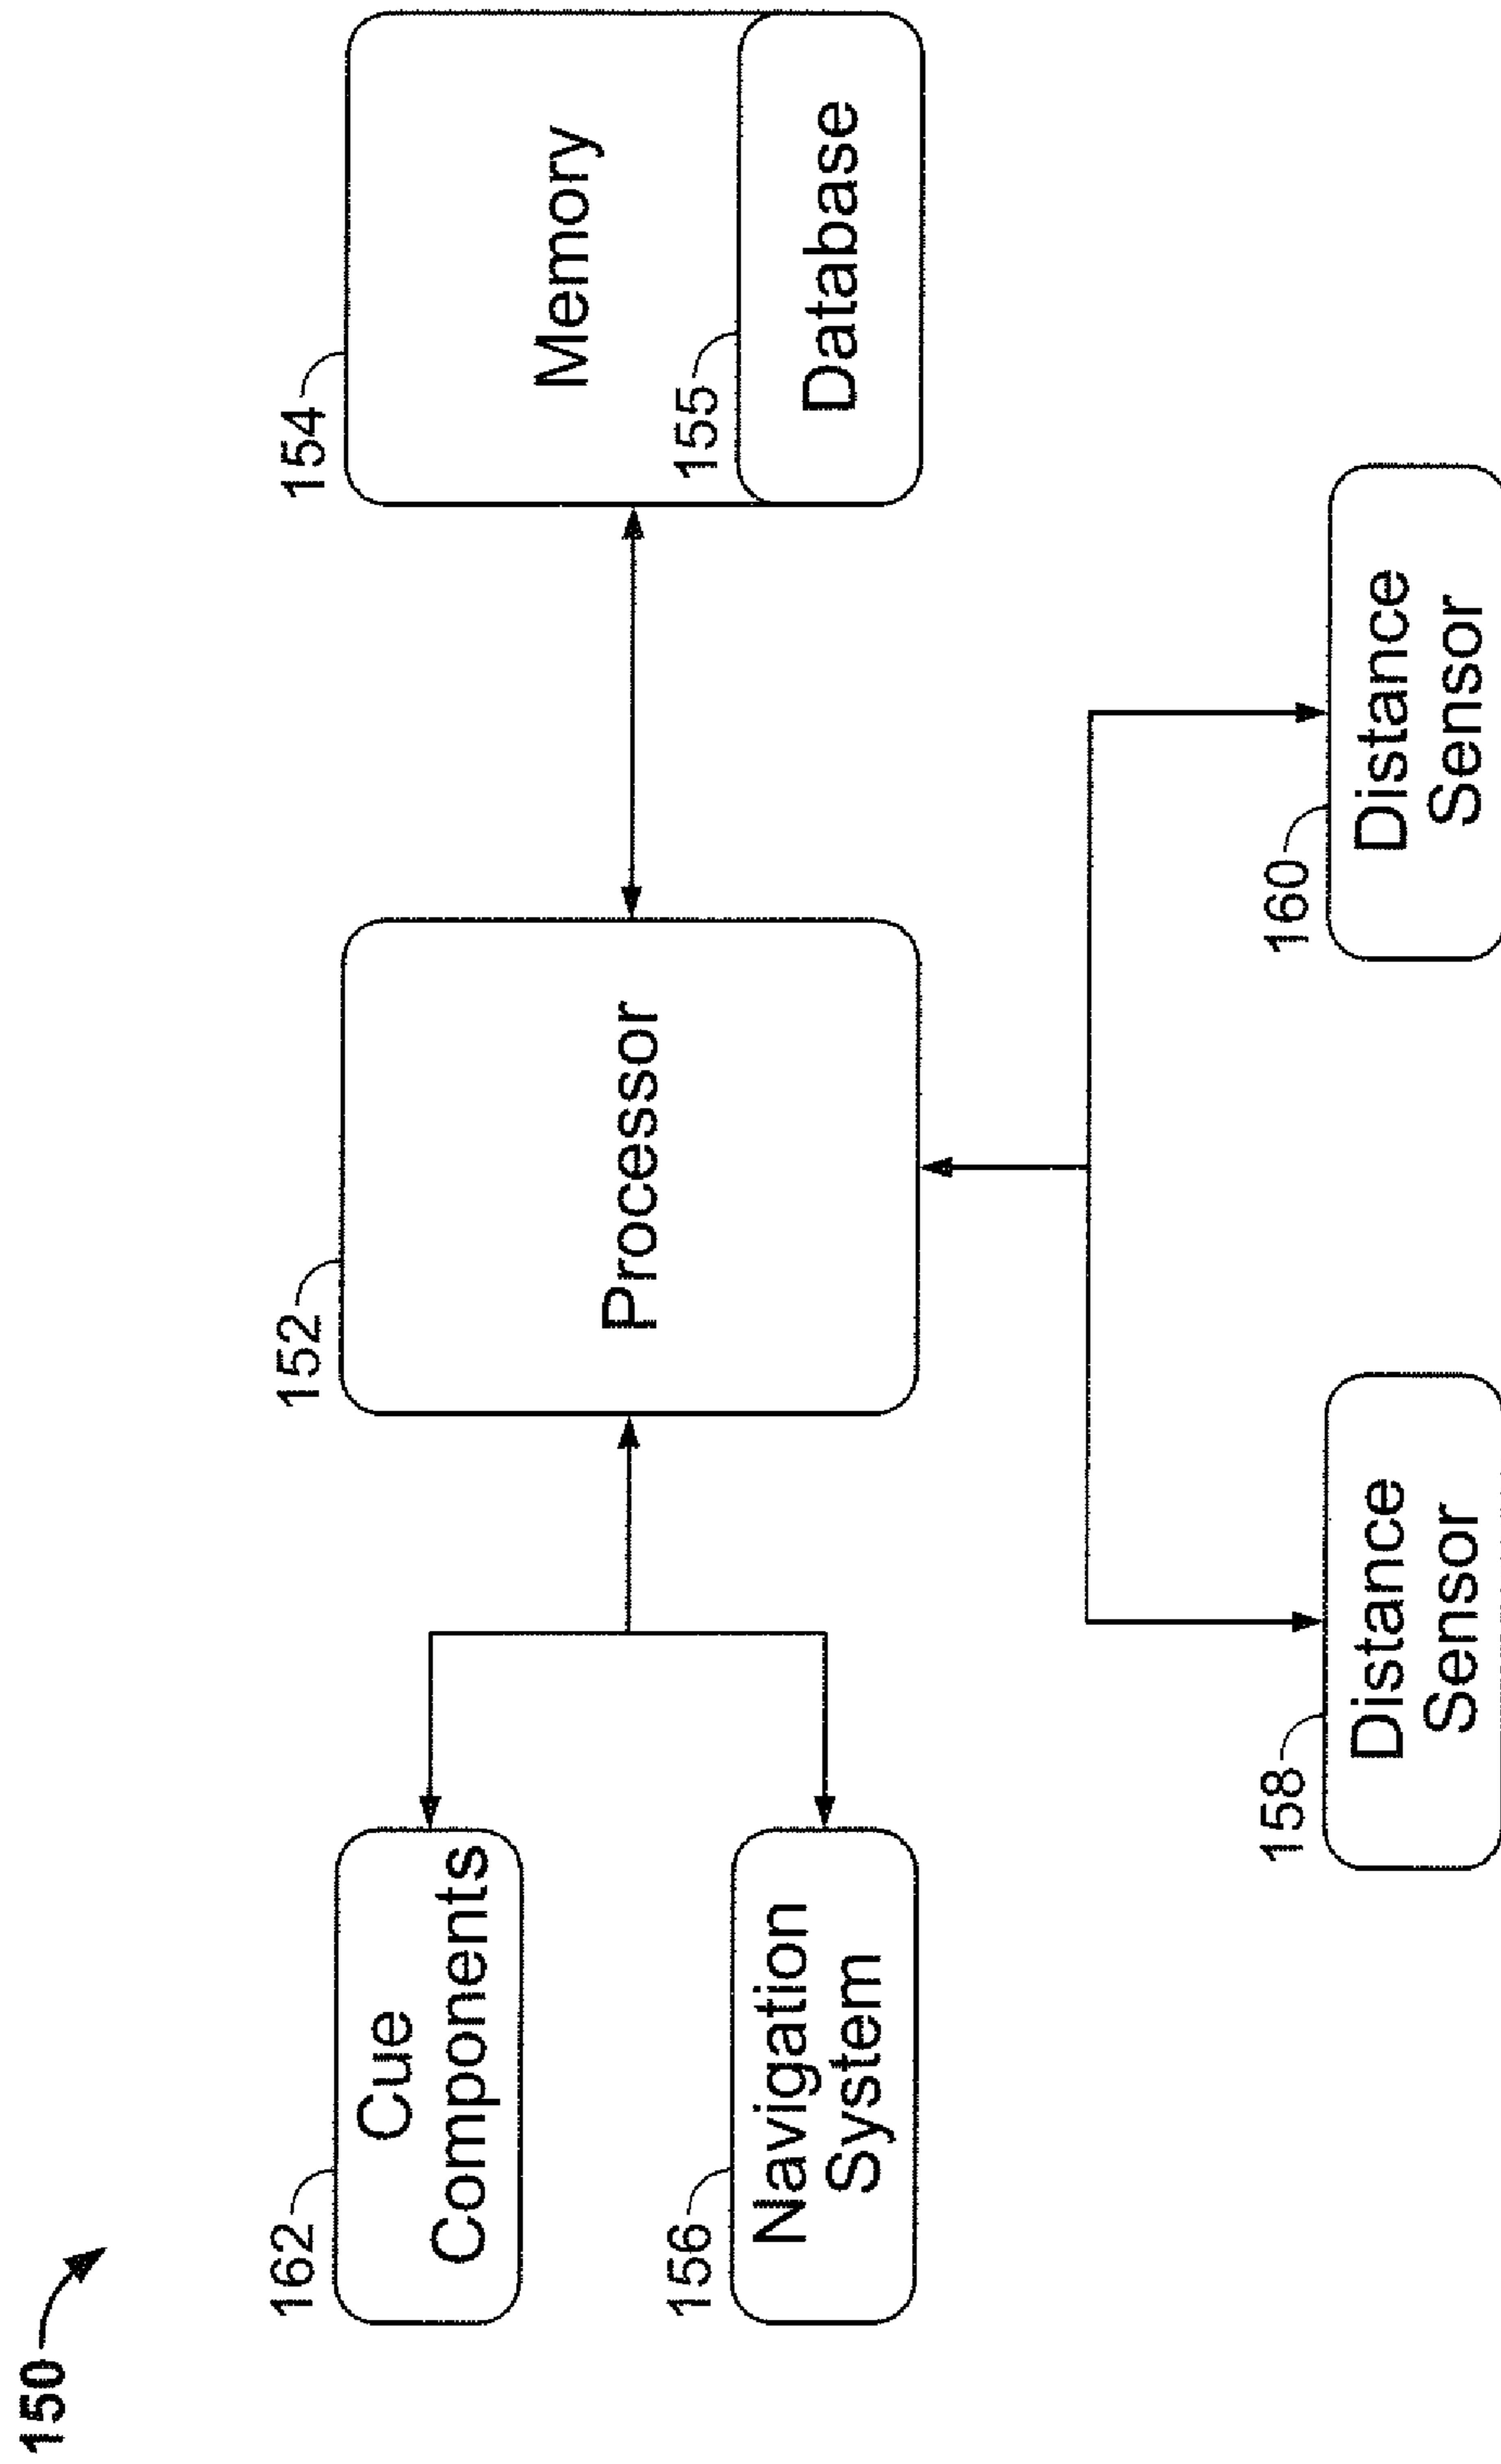 150
162
Cue
Components
156
Navigation
System
152
Processor
154
Memory
155
Database
158
Distance
Sensor
160
Distance
Sensor